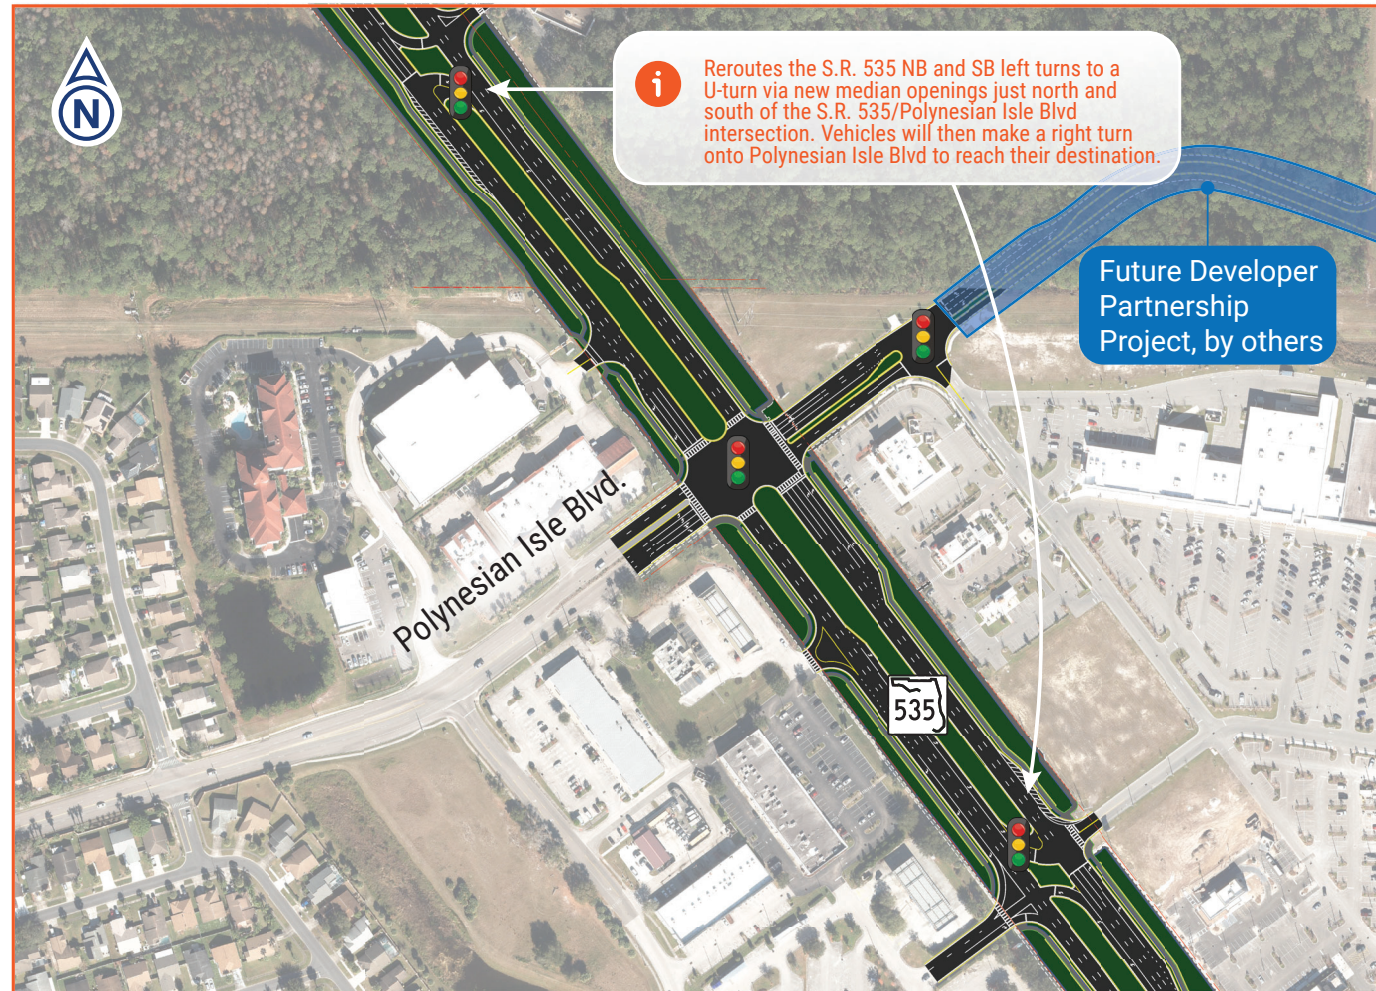 N
i
Reroutes the S.R. 535 NB and SB left turns to a
U-turn via new median openings just north and
south of the S.R. 535/Polynesian Isle Blvd
intersection. Vehicles will then make a right turn
onto Polynesian Isle Blvd to reach their destination.
Future Developer
Partnership
Project, by others
Polynesian Isle Blvd.
535